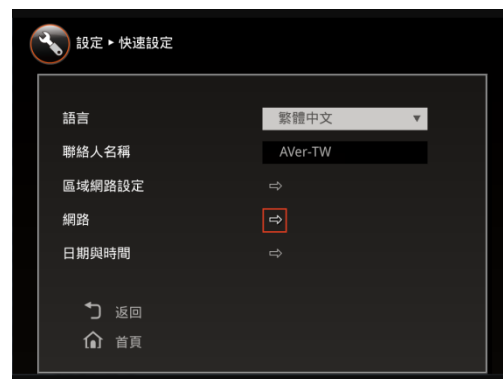 設定 ▸ 快速設定
語言 繁體中文 ▼
聯絡人名稱 AVer-TW
區域網路設定 ⇨
網路 ⇨
日期與時間 ⇨
返回
首頁